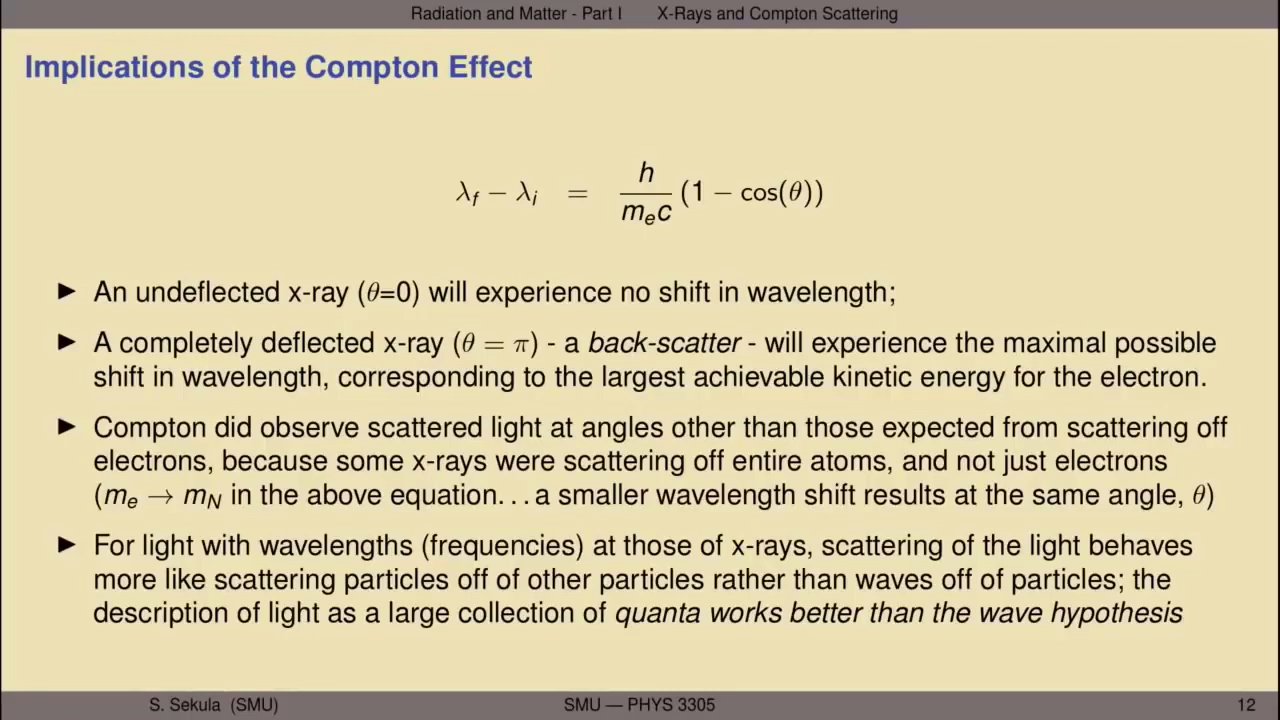 Radiation and Matter - Part I X-Rays and Compton Scattering
Implications of the Compton Effect
λf − λi = h/(mec) (1 − cos(θ))
▶ An undeflected x-ray (θ=0) will experience no shift in wavelength;
▶ A completely deflected x-ray (θ = π) - a back-scatter - will experience the maximal possible
shift in wavelength, corresponding to the largest achievable kinetic energy for the electron.
▶ Compton did observe scattered light at angles other than those expected from scattering off
electrons, because some x-rays were scattering off entire atoms, and not just electrons
(me → mN in the above equation. . . a smaller wavelength shift results at the same angle, θ)
▶ For light with wavelengths (frequencies) at those of x-rays, scattering of the light behaves
more like scattering particles off of other particles rather than waves off of particles; the
description of light as a large collection of quanta works better than the wave hypothesis
S. Sekula (SMU) SMU — PHYS 3305 12